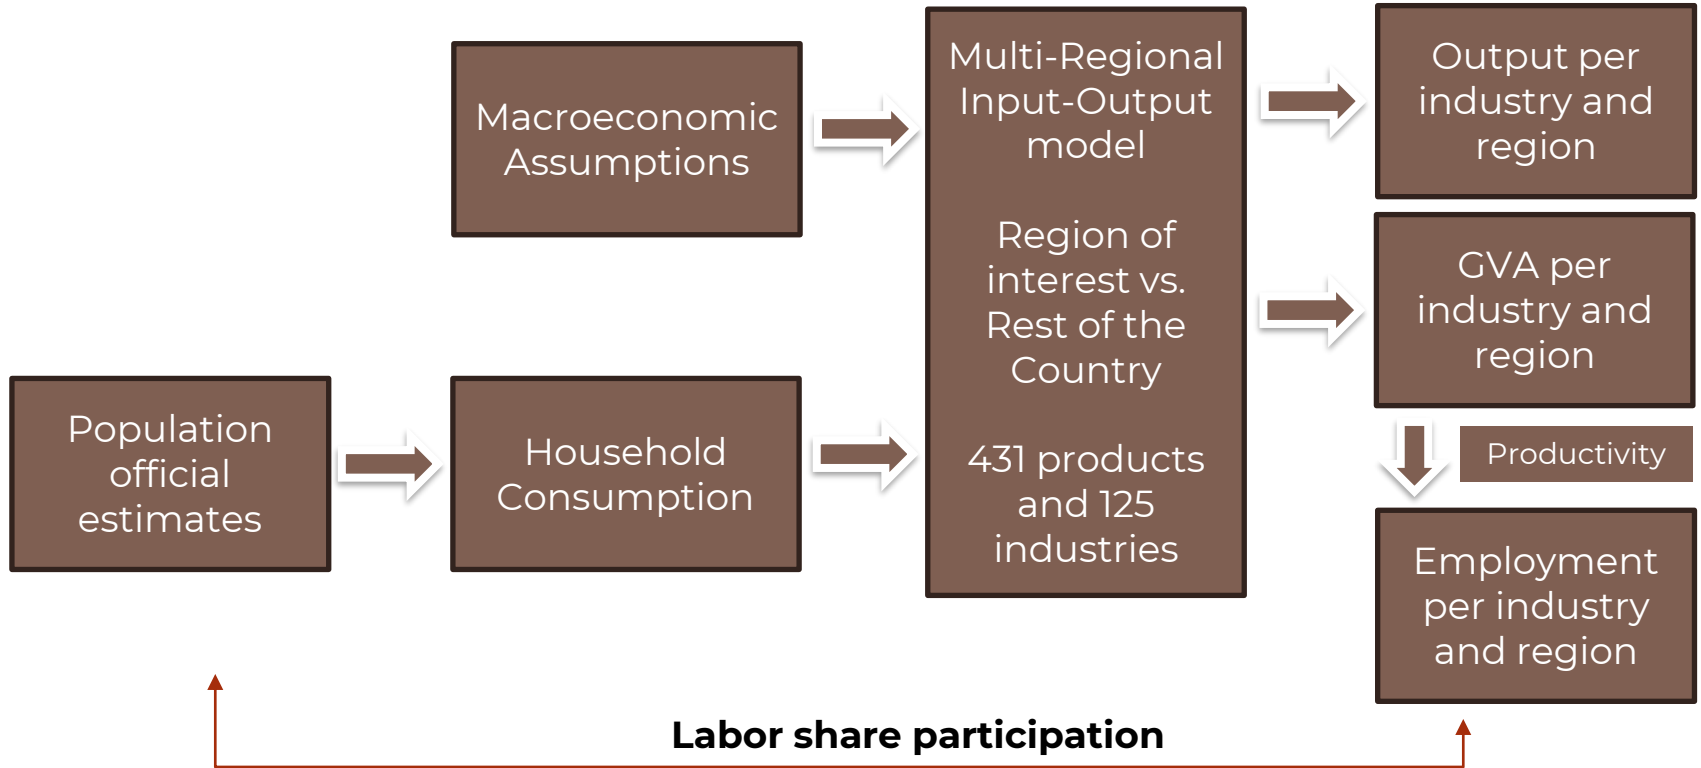 Macroeconomic
Assumptions
Population
official
estimates
Household
Consumption
Multi-Regional
Input-Output
model
Region of
interest vs.
Rest of the
Country
431 products
and 125
industries
Output per
industry and
region
GVA per
industry and
region
Productivity
Employment
per industry
and region
Labor share participation